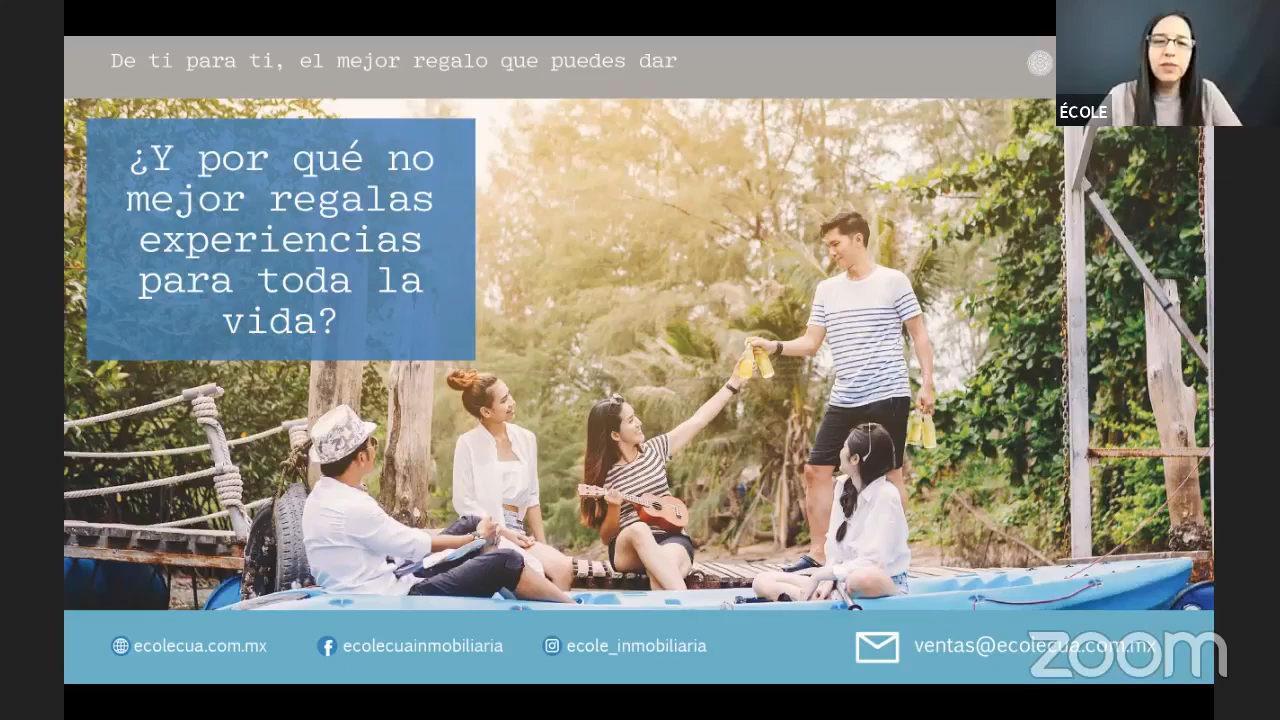 De ti para ti, el mejor regalo que puedes dar
ÉCOLE
¿Y por qué no
mejor regalas
experiencias
para toda la
vida?
ecolecua.com.mx
ecolecuainmobiliaria
ecole_inmobiliaria
ventas@ecolecua.com.mx
zoom